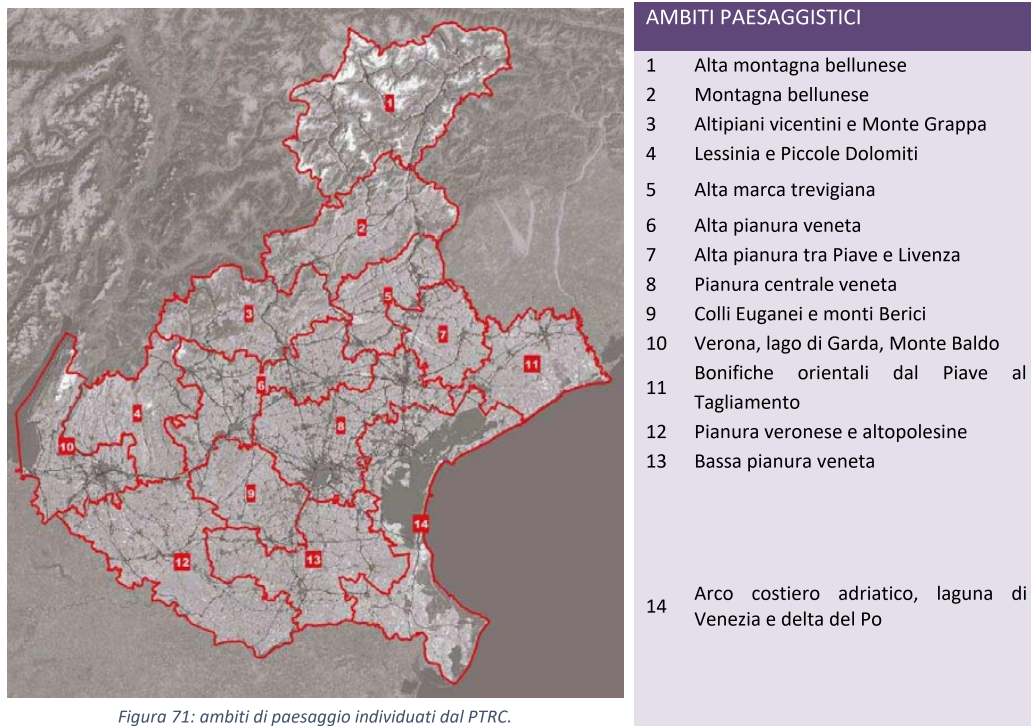 1
2
3
5
7
11
6
4
8
10
9
14
12
13
Figura 71: ambiti di paesaggio individuati dal PTRC.
AMBITI PAESAGGISTICI
1 Alta montagna bellunese
2 Montagna bellunese
3 Altipiani vicentini e Monte Grappa
4 Lessinia e Piccole Dolomiti
5 Alta marca trevigiana
6 Alta pianura veneta
7 Alta pianura tra Piave e Livenza
8 Pianura centrale veneta
9 Colli Euganei e monti Berici
10 Verona, lago di Garda, Monte Baldo
11 Bonifiche orientali dal Piave al
Tagliamento
12 Pianura veronese e altopolesine
13 Bassa pianura veneta
14 Arco costiero adriatico, laguna di
Venezia e delta del Po